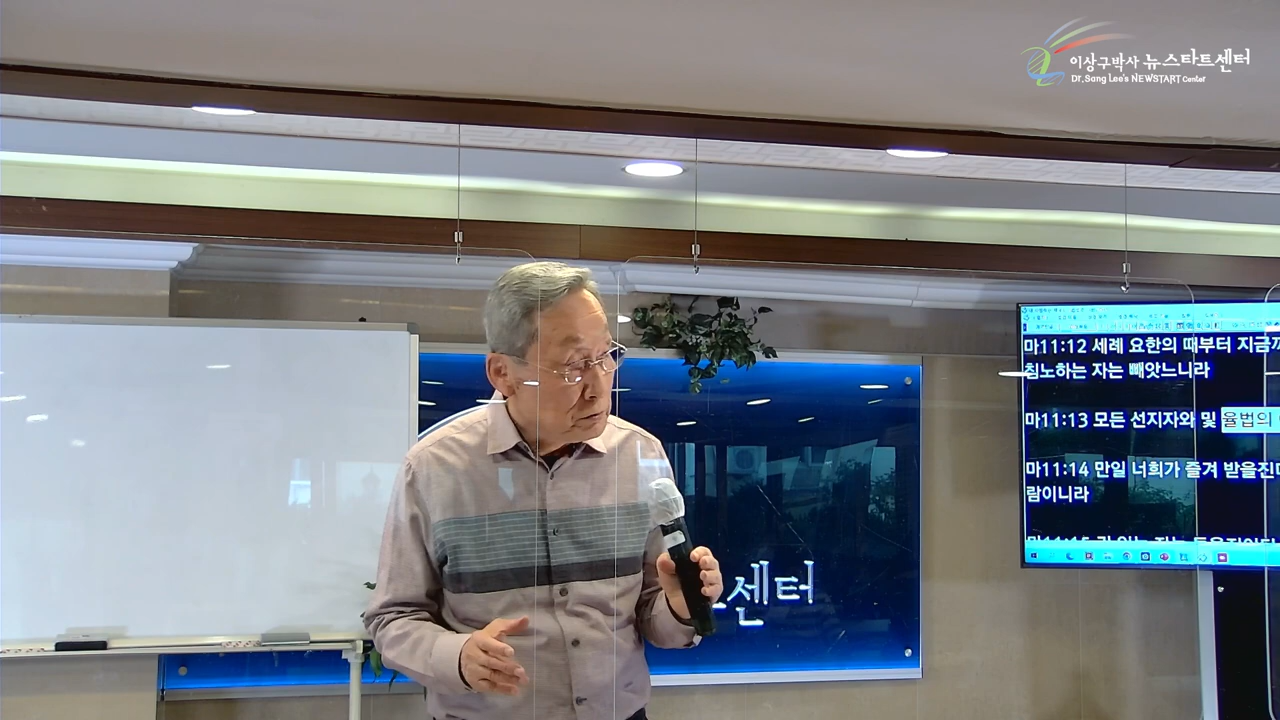 이상구박사 뉴스타트센터
Dr. Sang Lee's NEWSTART Center
마11:12 세례 요한의 때부터 지금까
침노하는 자는 빼앗느니라
마11:13 모든 선지자와 및 율법의
마11:14 만일 너희가 즐겨 받을진대
람이니라
센터